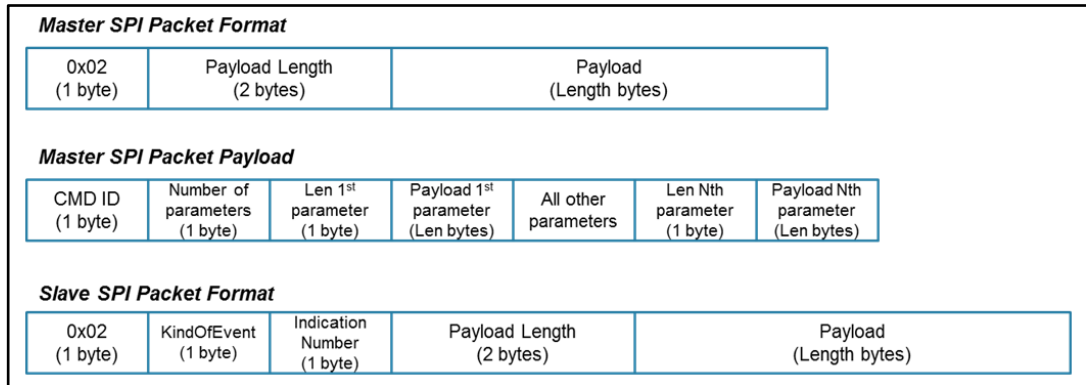 Master SPI Packet Format
0x02
(1 byte)
Payload Length
(2 bytes)
Payload
(Length bytes)
Master SPI Packet Payload
CMD ID
(1 byte)
Number of
parameters
(1 byte)
Len 1st
parameter
(1 byte)
Payload 1st
parameter
(Len bytes)
All other
parameters
Len Nth
parameter
(1 byte)
Payload Nth
parameter
(Len bytes)
Slave SPI Packet Format
0x02
(1 byte)
KindOfEvent
(1 byte)
Indication
Number
(1 byte)
Payload Length
(2 bytes)
Payload
(Length bytes)